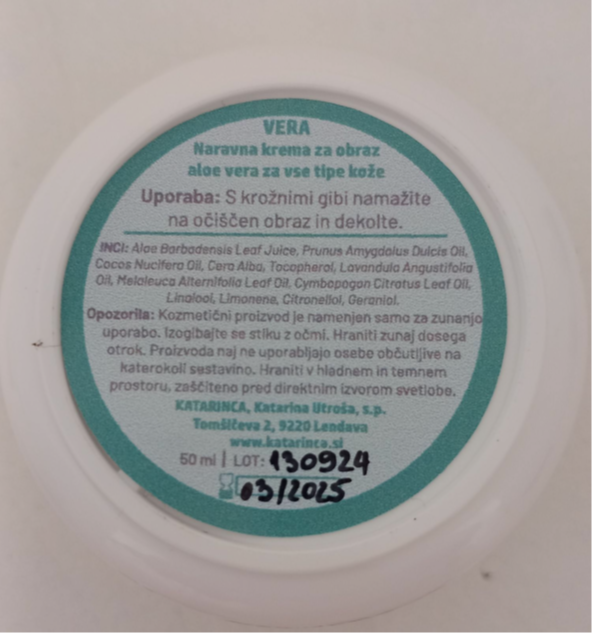 VERA
Naravna krema za obraz
aloe vera za vse tipe kože
Uporaba: S krožnimi gibi namažite
na očiščen obraz in dekolte.
INCI: Aloe Barbadensis Leaf Juice, Prunus Amygdalus Dulcis Oil,
Cocos Nucifera Oil, Cera Alba, Tocopherol, Lavandula Angustifolia
Oil, Melaleuca Alternifolia Leaf Oil, Cymbopogon Citratus Leaf Oil,
Linalool, Limonene, Citronellol, Geraniol.
Opozorila: Kozmetični proizvod je namenjen samo za zunanjo
uporabo. Izogibajte se stiku z očmi. Hraniti zunaj dosega
otrok. Proizvoda naj ne uporabljajo osebe občutljive na
katerokoli sestavino. Hraniti v hladnem in temnem
prostoru, zaščiteno pred direktnim izvorom svetlobe.
KATARINCA, Katarina Utroša, s.p.
Tomšičeva 2, 9220 Lendava
www.katarinca.si
50 ml | LOT: 130924
03/2025